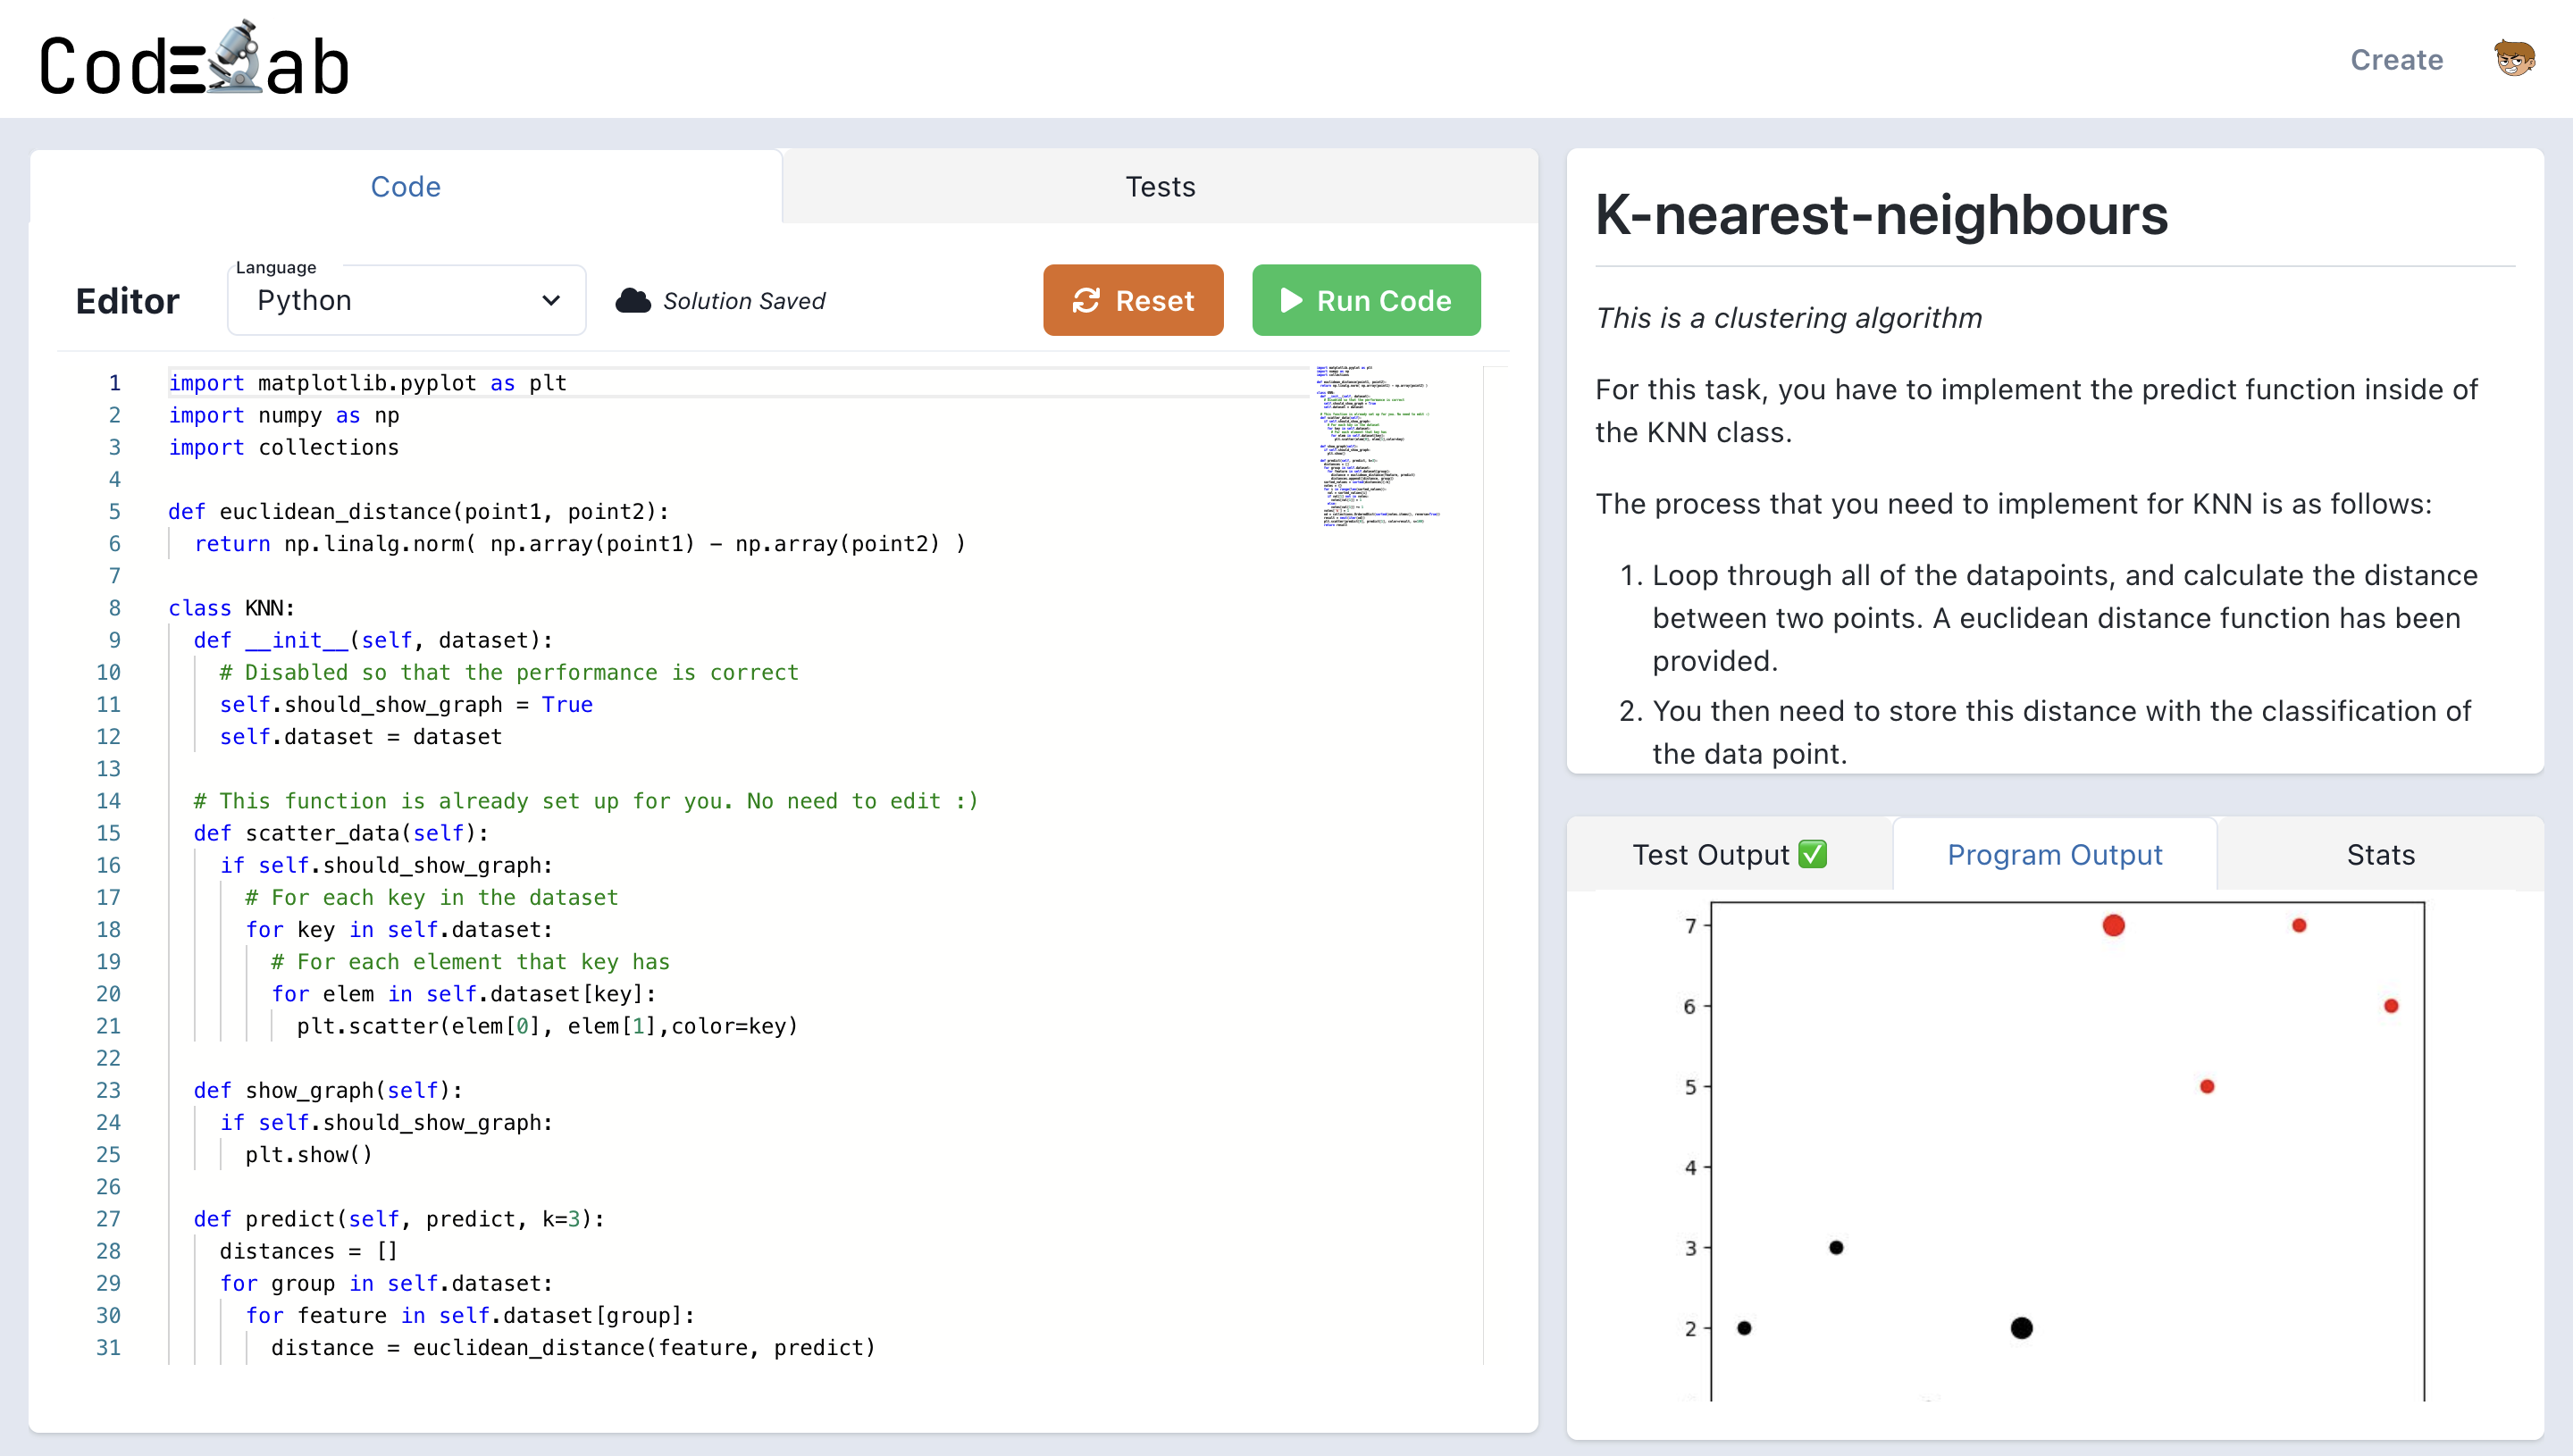 CodELab
Create
Code
Tests
Editor
Language
Python
Solution Saved
Reset
Run Code
1 import matplotlib.pyplot as plt
2 import numpy as np
3 import collections
4
5 def euclidean_distance(point1, point2):
6 return np.linalg.norm( np.array(point1) - np.array(point2) )
7
8 class KNN:
9 def __init__(self, dataset):
10 # Disabled so that the performance is correct
11 self.should_show_graph = True
12 self.dataset = dataset
13
14 # This function is already set up for you. No need to edit :)
15 def scatter_data(self):
16 if self.should_show_graph:
17 # For each key in the dataset
18 for key in self.dataset:
19 # For each element that key has
20 for elem in self.dataset[key]:
21 plt.scatter(elem[0], elem[1],color=key)
22
23 def show_graph(self):
24 if self.should_show_graph:
25 plt.show()
26
27 def predict(self, predict, k=3):
28 distances = []
29 for group in self.dataset:
30 for feature in self.dataset[group]:
31 distance = euclidean_distance(feature, predict)
K-nearest-neighbours
This is a clustering algorithm
For this task, you have to implement the predict function inside of
the KNN class.
The process that you need to implement for KNN is as follows:
1. Loop through all of the datapoints, and calculate the distance
between two points. A euclidean distance function has been
provided.
2. You then need to store this distance with the classification of
the data point.
Test Output ✅
Program Output
Stats
7
6
5
4
3
2